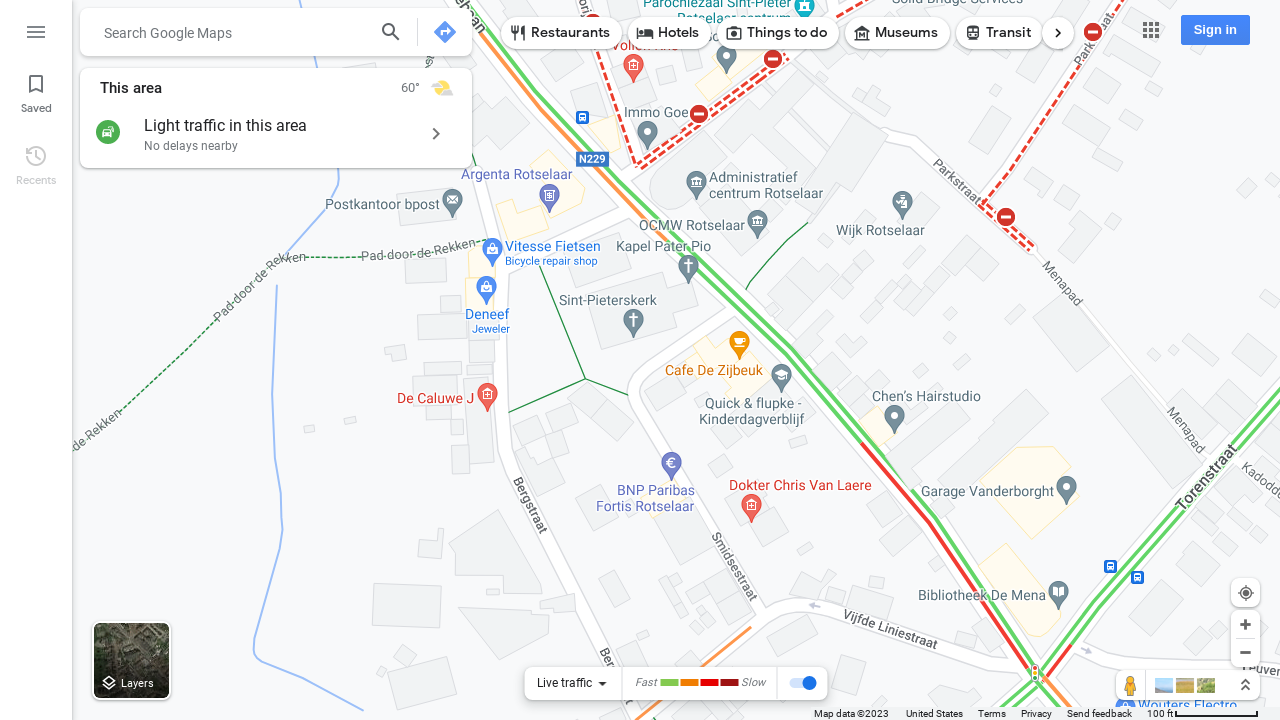 Search Google Maps
Restaurants
Hotels
Things to do
Museums
Transit
Sign in
Saved
Recents
This area
60°
Light traffic in this area
No delays nearby
Parochiezaal Sint-Pieter
Rotselaar centrum
Immo Goe
N229
Argenta Rotselaar
Postkantoor bpost
Administratief
centrum Rotselaar
OCMW Rotselaar
Wijk Rotselaar
Parkstraat
Parkstraat
Menapad
Menapad
Vitesse Fietsen
Bicycle repair shop
Kapel Pater Pio
Pad door de Rekken
Pad door de Rekken
de Rekken
Sint-Pieterskerk
Deneef
Jeweler
Cafe De Zijbeuk
De Caluwe J
Quick & flupke -
Kinderdagverblijf
Chen's Hairstudio
BNP Paribas
Fortis Rotselaar
Dokter Chris Van Laere
Garage Vanderborght
Torenstraat
Bergstraat
Smidsestraat
Bibliotheek De Mena
Vijfde Liniestraat
Wouters Electro
Layers
Live traffic
Fast
Slow
Map data ©2023
United States
Terms
Privacy
Send feedback
100 ft